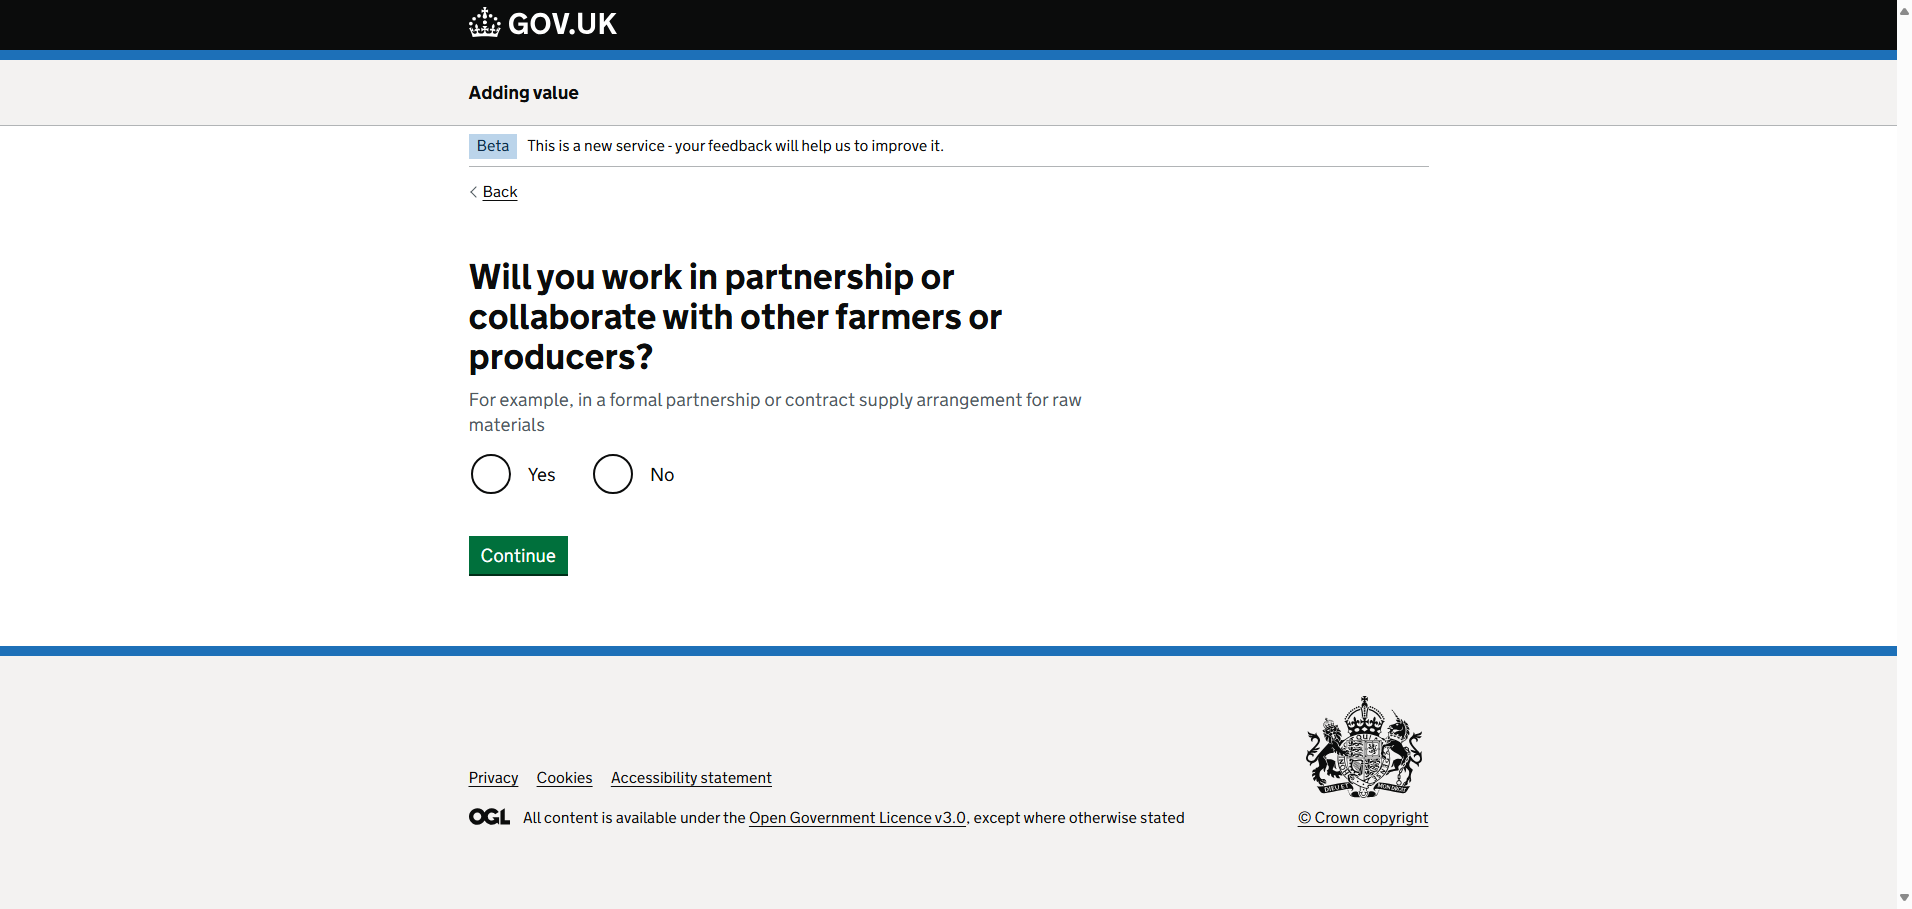 GOV.UK
Adding value
Beta This is a new service - your feedback will help us to improve it.
Back
Will you work in partnership or
collaborate with other farmers or
producers?
For example, in a formal partnership or contract supply arrangement for raw
materials
Yes No
Continue
Privacy Cookies Accessibility statement
OGL All content is available under the Open Government Licence v3.0, except where otherwise stated
© Crown copyright